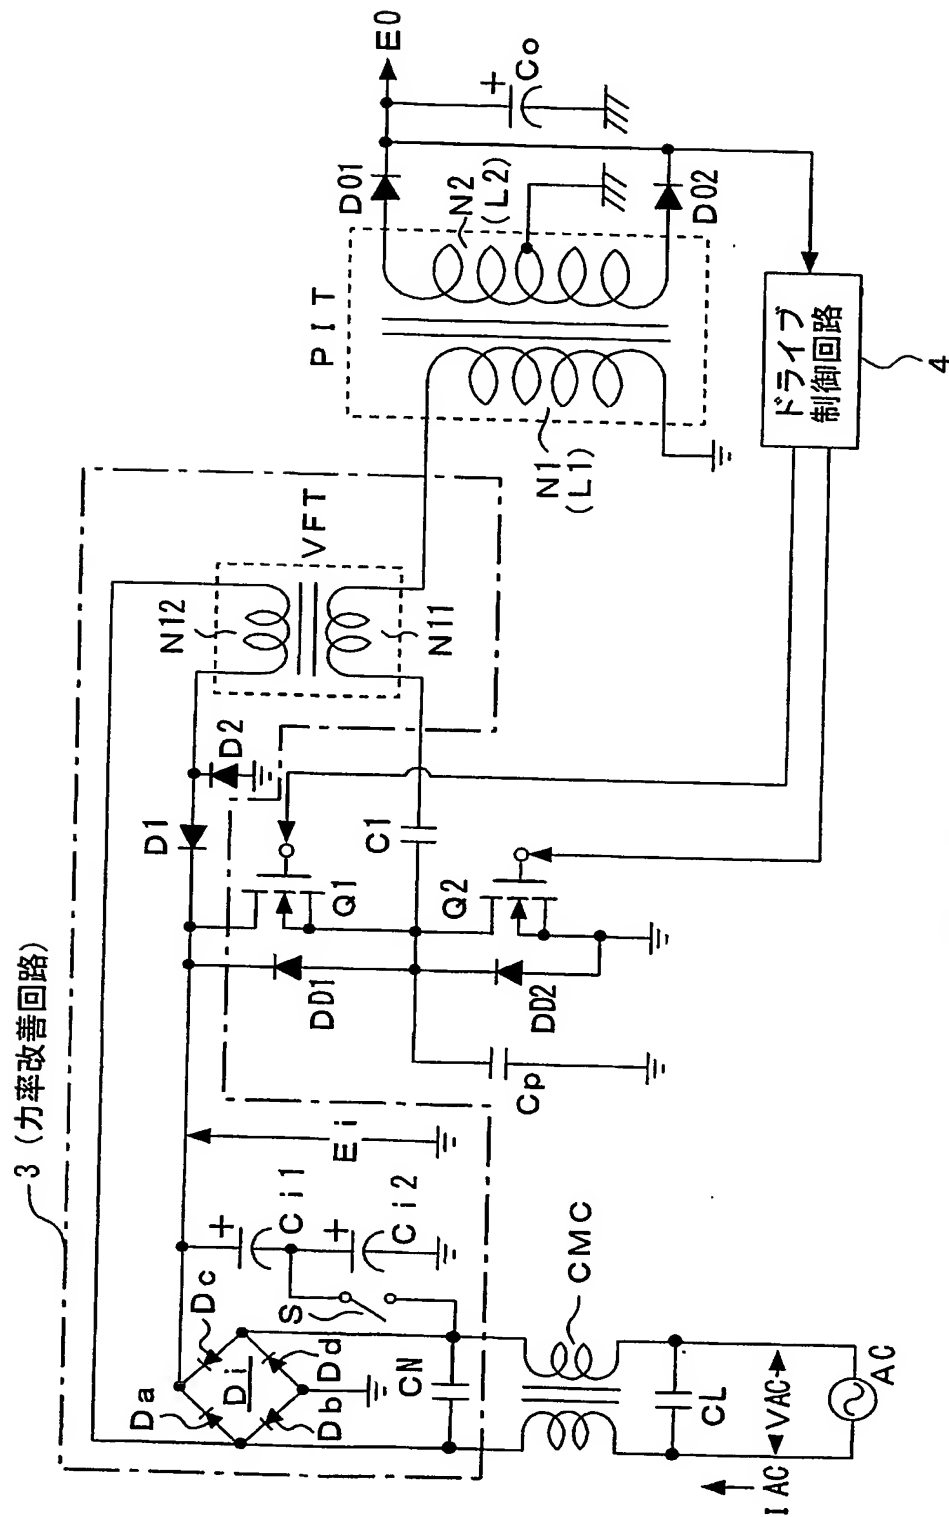 3 (力率改善回路)
Da
Dc
Di
Db
Dd
S
CN
Ci1
+
Ci2
+
Ei
CMC
CL
VAC
IAC
AC
Cp
DD1
DD2
Q1
Q2
D1
D2
C1
N12
N11
VFT
PIT
N1
(L1)
N2
(L2)
D01
D02
+
Co
E0
ドライブ
制御回路
4